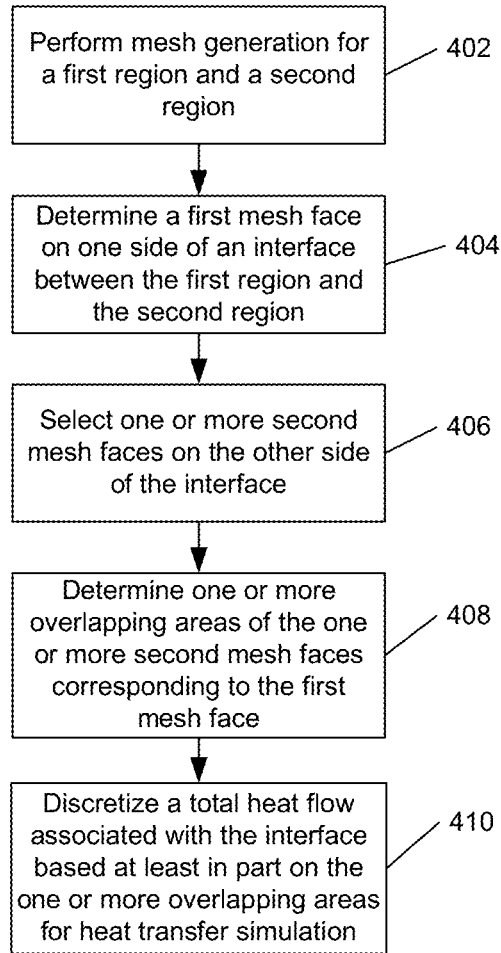 Perform mesh generation for
a first region and a second
region
402
Determine a first mesh face
on one side of an interface
between the first region and
the second region
404
Select one or more second
mesh faces on the other side
of the interface
406
Determine one or more
overlapping areas of the one
or more second mesh faces
corresponding to the first
mesh face
408
Discretize a total heat flow
associated with the interface
based at least in part on the
one or more overlapping areas
for heat transfer simulation
410